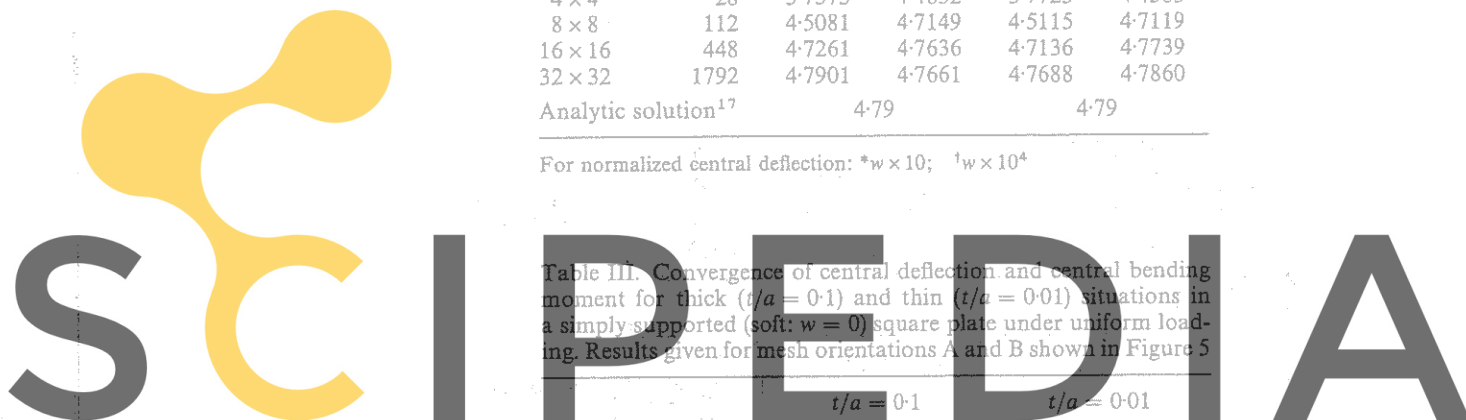 8 × 8 112 4·5081 4·7149 4·5115 4·7119
16 × 16 448 4·7261 4·7636 4·7136 4·7739
32 × 32 1792 4·7901 4·7661 4·7688 4·7860
Analytic solution¹⁷ 4·79 4·79
For normalized central deflection: *w × 10; †w × 10⁴
Table III. Convergence of central deflection and central bending
moment for thick (t/a = 0·1) and thin (t/a = 0·01) situations in
a simply supported (soft: w = 0) square plate under uniform load-
ing. Results given for mesh orientations A and B shown in Figure 5
t/a = 0·1 t/a = 0·01
SCIPEDIA